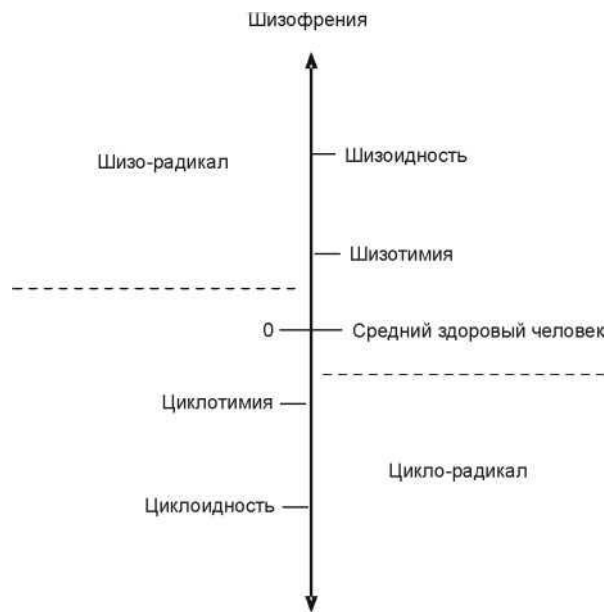 Шизофрения
Шизо-радикал
Шизоидность
Шизотимия
0
Средний здоровый человек
Циклотимия
Цикло-радикал
Циклоидность